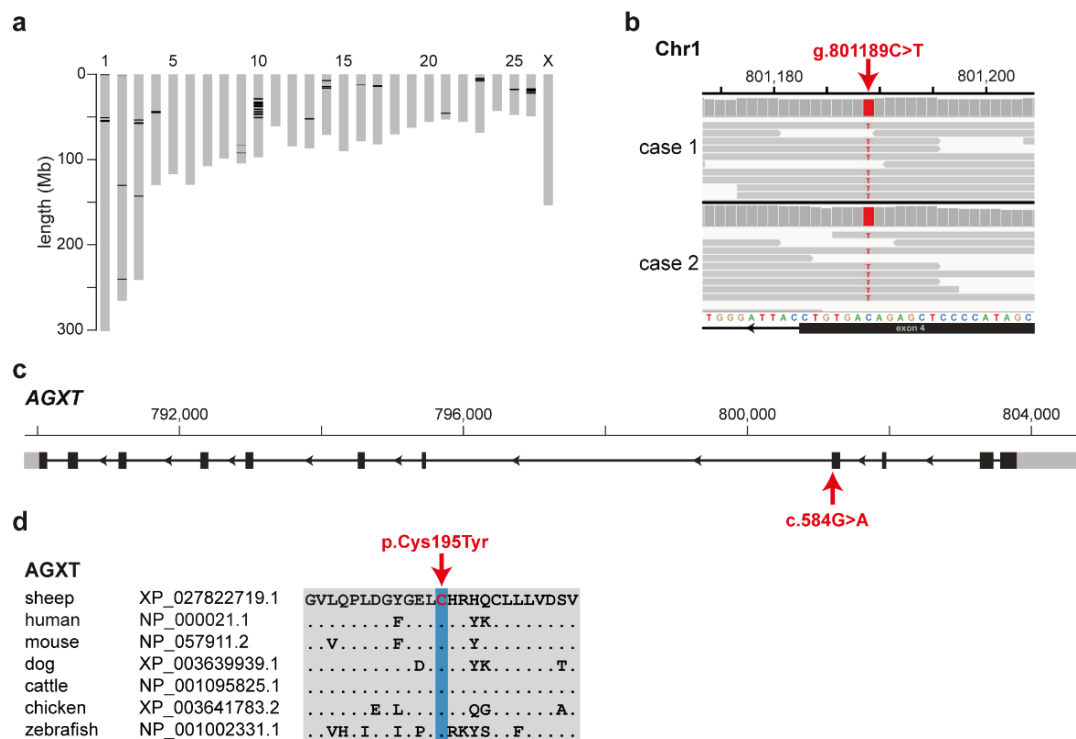 a
1 5 10 15 20 25 X
0
100
200
300
length (Mb)
b
Chr1
g.801189C>T
801,180 801,200
case 1
T
T
T
T
T
T
T
T
case 2
T
T
T
T
T
T
T
TGGGATTACCTGTGACAGAGCTCCCCATAGC
exon 4
c
AGXT
792,000 796,000 800,000 804,000
c.584G>A
d
p.Cys195Tyr
AGXT
sheep XP_027822719.1 GVLQPLDGYGELCHRHQCLLLVDSV
human NP_000021.1 ........F......YK........
mouse NP_057911.2 ..V.....F......Y.........
dog XP_003639939.1 ..........D....YK......T.
cattle NP_001095825.1 .........................
chicken XP_003641783.2 ......E.L......QG......A.
zebrafish NP_001002331.1 ..VH.I..I.P..RKYS..F.....